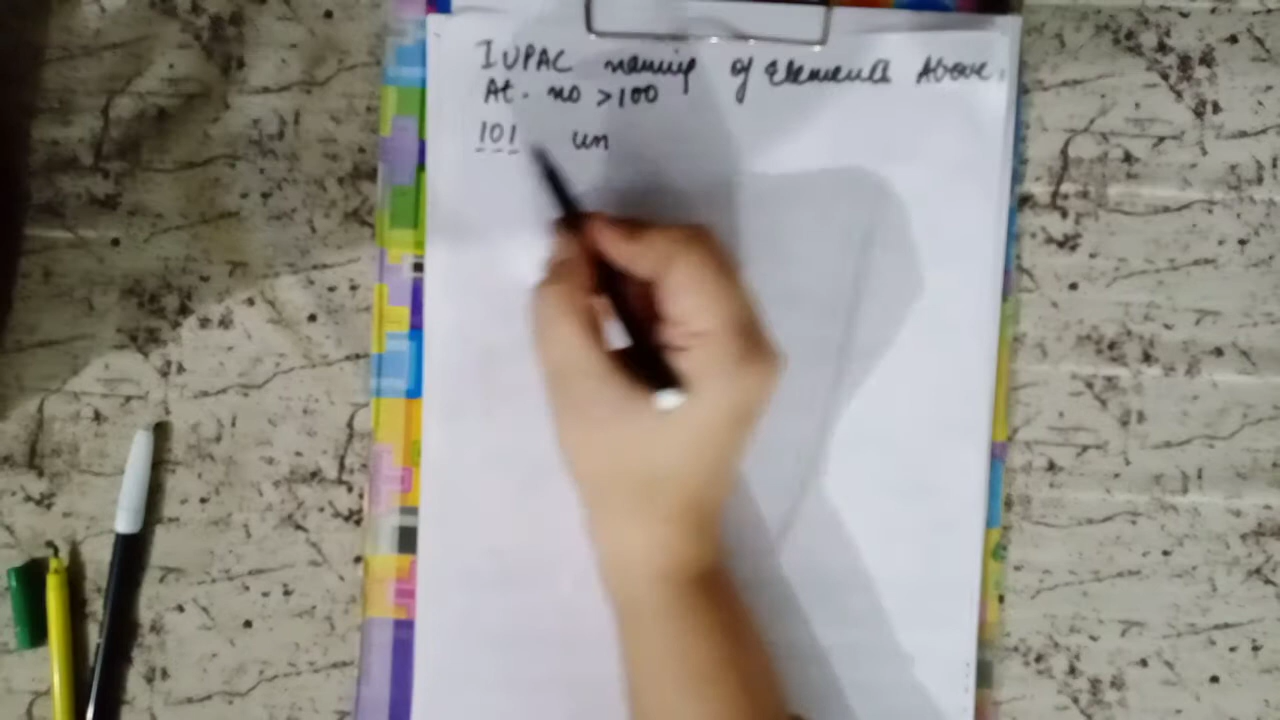 IUPAC naming of Elements Above.
At. no >100
101 un